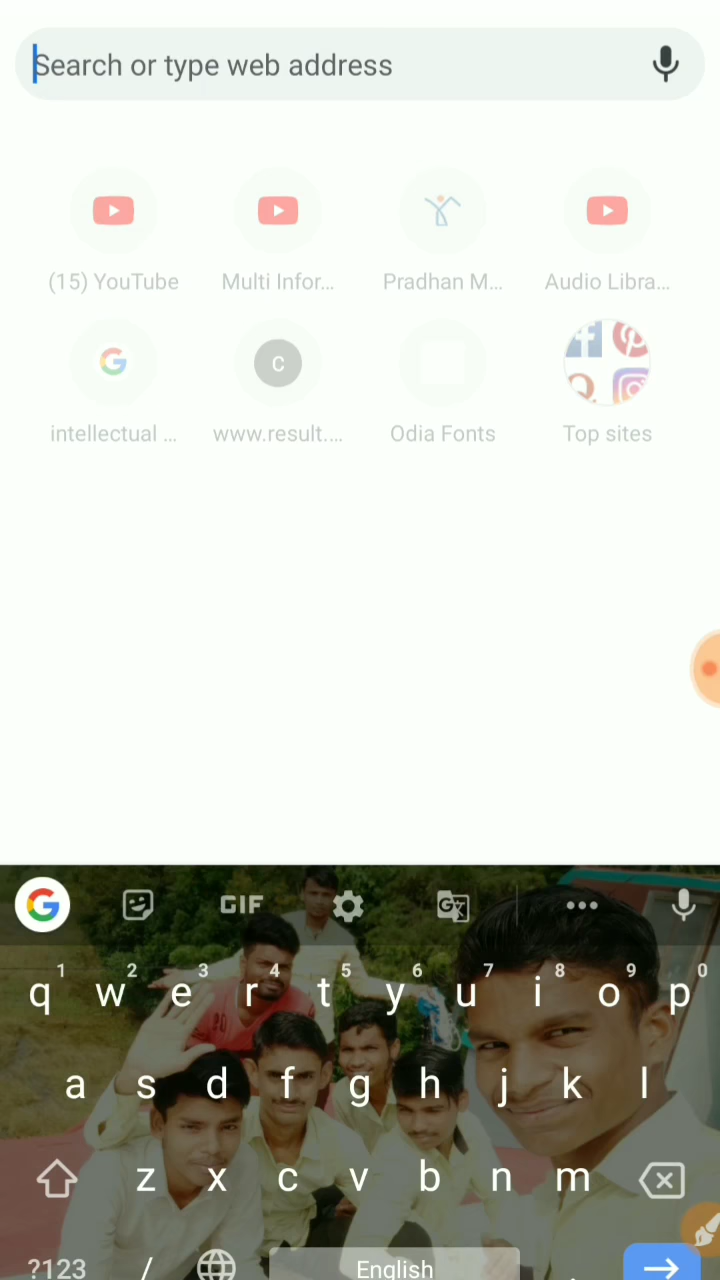 Search or type web address
(15) YouTube Multi Infor... Pradhan M... Audio Libra...
C
intellectual ... www.result.... Odia Fonts Top sites
GIF
1 2 3 4 5 6 7 8 9 0
q w e r t y u i o p
a s d f g h j k l
z x c v b n m
?123 / English